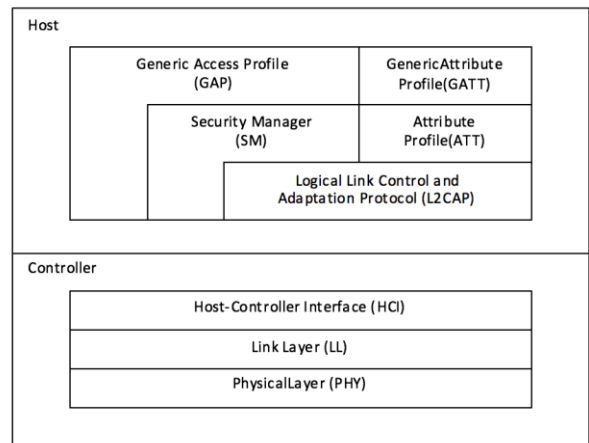 Host
Generic Access Profile
(GAP)
GenericAttribute
Profile(GATT)
Security Manager
(SM)
Attribute
Profile(ATT)
Logical Link Control and
Adaptation Protocol (L2CAP)
Controller
Host-Controller Interface (HCI)
Link Layer (LL)
PhysicalLayer (PHY)